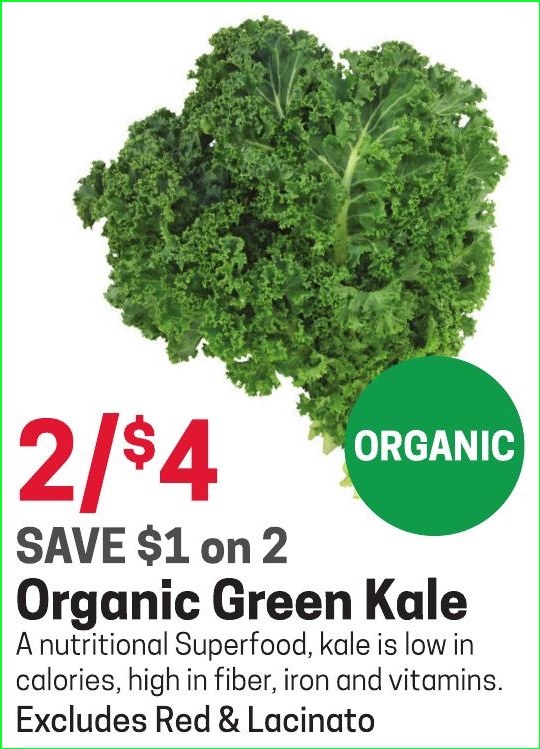 ORGANIC
2/$4
SAVE $1 on 2
Organic Green Kale
A nutritional Superfood, kale is low in
calories, high in fiber, iron and vitamins.
Excludes Red & Lacinato